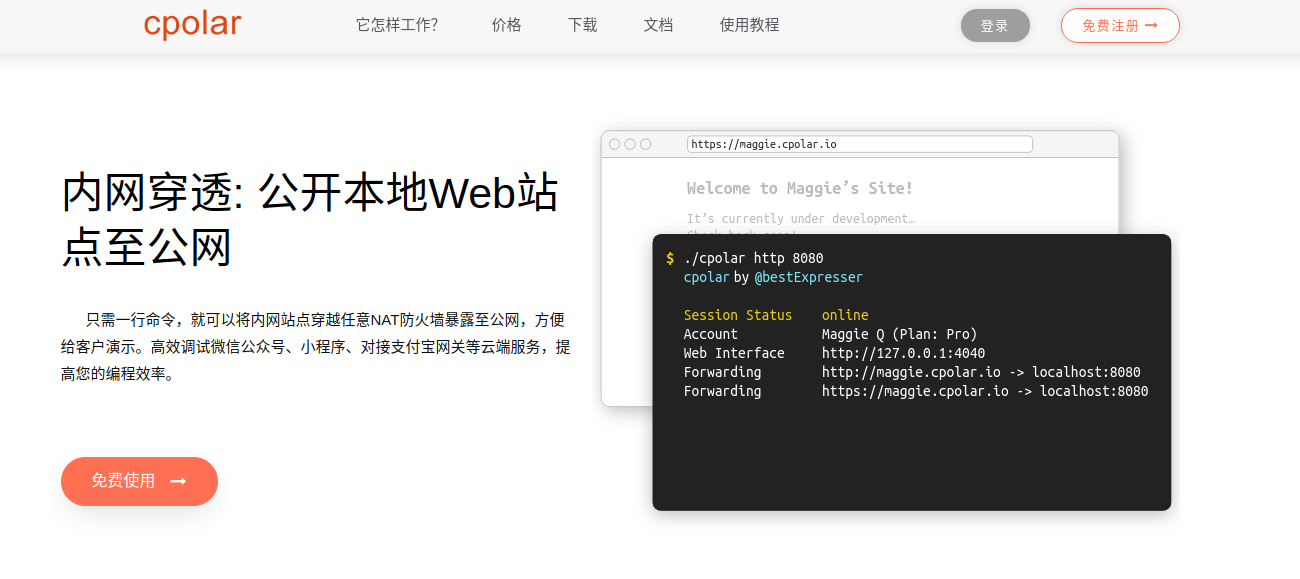 cpolar
它怎样工作?
价格
下载
文档
使用教程
登录
免费注册 →
内网穿透: 公开本地Web站
点至公网
只需一行命令，就可以将内网站点穿越任意NAT防火墙暴露至公网，方便
给客户演示。高效调试微信公众号、小程序、对接支付宝网关等云端服务，提
高您的编程效率。
免费使用 →
https://maggie.cpolar.io
Welcome to Maggie’s Site!
It’s currently under development…
$ ./cpolar http 8080
cpolar by @bestExpresser
Session Status online
Account Maggie Q (Plan: Pro)
Web Interface http://127.0.0.1:4040
Forwarding http://maggie.cpolar.io -> localhost:8080
Forwarding https://maggie.cpolar.io -> localhost:8080